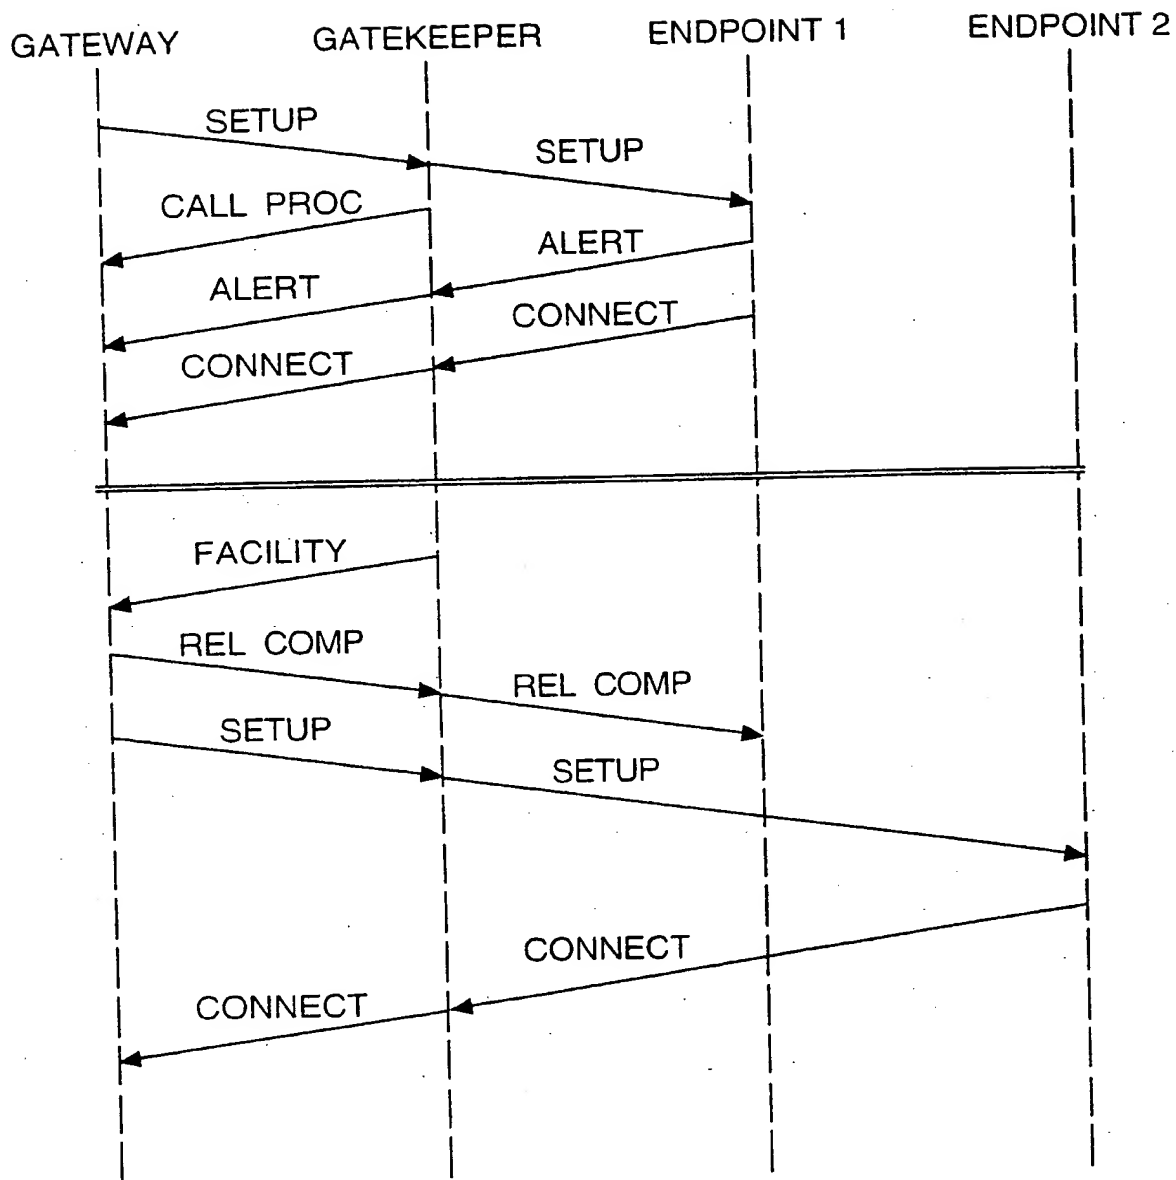 GATEWAY GATEKEEPER ENDPOINT 1 ENDPOINT 2
SETUP
SETUP
CALL PROC
ALERT
ALERT
CONNECT
CONNECT
FACILITY
REL COMP
REL COMP
SETUP
SETUP
CONNECT
CONNECT